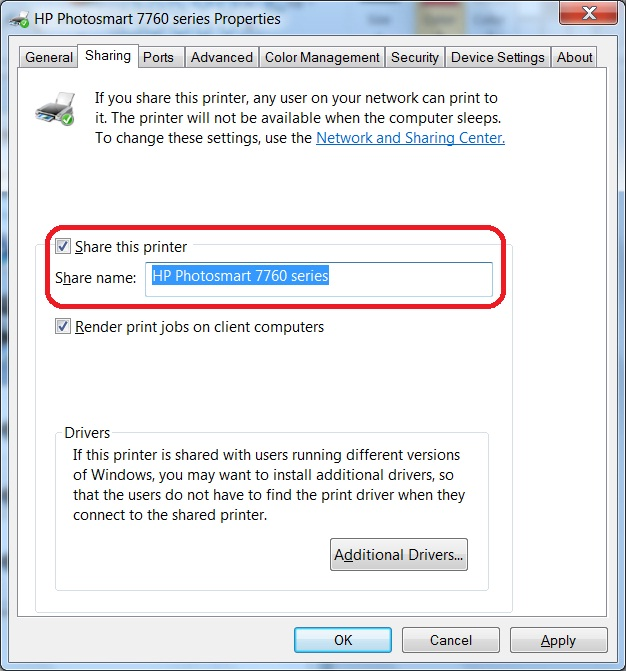 HP Photosmart 7760 series Properties
X
General Sharing Ports Advanced Color Management Security Device Settings About
If you share this printer, any user on your network can print to
it. The printer will not be available when the computer sleeps.
To change these settings, use the Network and Sharing Center.
Share this printer
Share name: HP Photosmart 7760 series
Render print jobs on client computers
Drivers
If this printer is shared with users running different versions
of Windows, you may want to install additional drivers, so
that the users do not have to find the print driver when they
connect to the shared printer.
Additional Drivers...
OK Cancel Apply